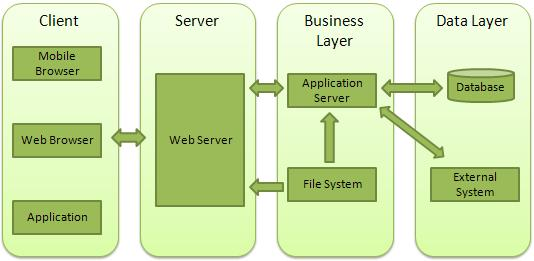 Client
Server
Business
Layer
Data Layer
Mobile
Browser
Web Browser
Application
Web Server
Application
Server
File System
Database
External
System